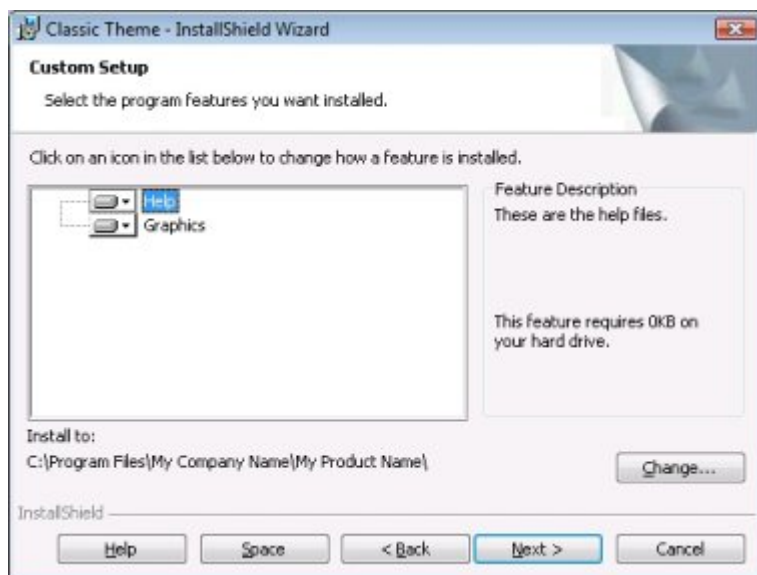 Classic Theme - InstallShield Wizard
Custom Setup
Select the program features you want installed.
Click on an icon in the list below to change how a feature is installed.
Help
Graphics
Feature Description
These are the help files.
This feature requires 0KB on
your hard drive.
Install to:
C:\Program Files\My Company Name\My Product Name\
Change...
InstallShield
Help
Space
< Back
Next >
Cancel